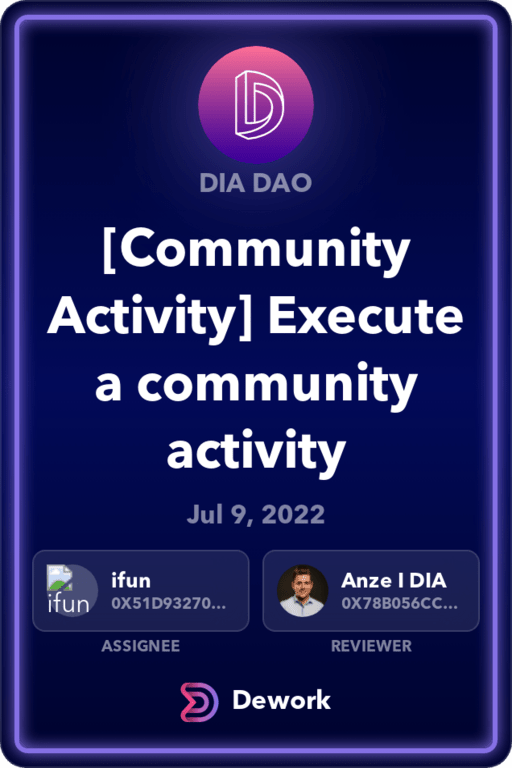 DIA DAO
[Community
Activity] Execute
a community
activity
Jul 9, 2022
ifun
ifun
0X51D93270...
Anze I DIA
0X78B056CC...
ASSIGNEE
REVIEWER
Dework